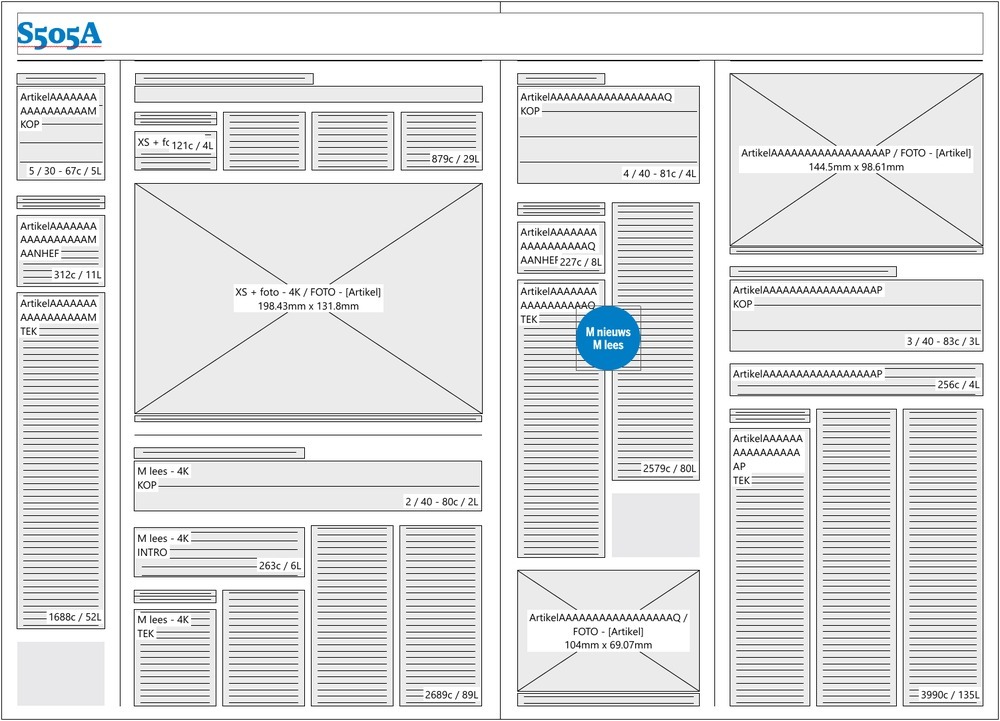 S505A
ArtikelAAAAAAA
AAAAAAAAAAM
KOP
5 / 30 - 67c / 5L
ArtikelAAAAAAA
AAAAAAAAAAM
AANHEF
312c / 11L
ArtikelAAAAAAA
AAAAAAAAAAM
TEK
1688c / 52L
XS + fc
121c / 4L
879c / 29L
XS + foto - 4K / FOTO - [Artikel]
198.43mm x 131.8mm
M lees - 4K
KOP
2 / 40 - 80c / 2L
M lees - 4K
INTRO
263c / 6L
M lees - 4K
TEK
2689c / 89L
ArtikelAAAAAAAAAAAAAAAAAQ
KOP
4 / 40 - 81c / 4L
ArtikelAAAAAAA
AAAAAAAAAAQ
AANHEF
227c / 8L
ArtikelAAAAAAA
AAAAAAAAAAQ
TEK
M nieuws
M lees
2579c / 80L
ArtikelAAAAAAAAAAAAAAAAAQ /
FOTO - [Artikel]
104mm x 69.07mm
ArtikelAAAAAAAAAAAAAAAAAP / FOTO - [Artikel]
144.5mm x 98.61mm
ArtikelAAAAAAAAAAAAAAAAAP
KOP
3 / 40 - 83c / 3L
ArtikelAAAAAAAAAAAAAAAAAP
256c / 4L
ArtikelAAAAAA
AAAAAAAAAA
AP
TEK
3990c / 135L